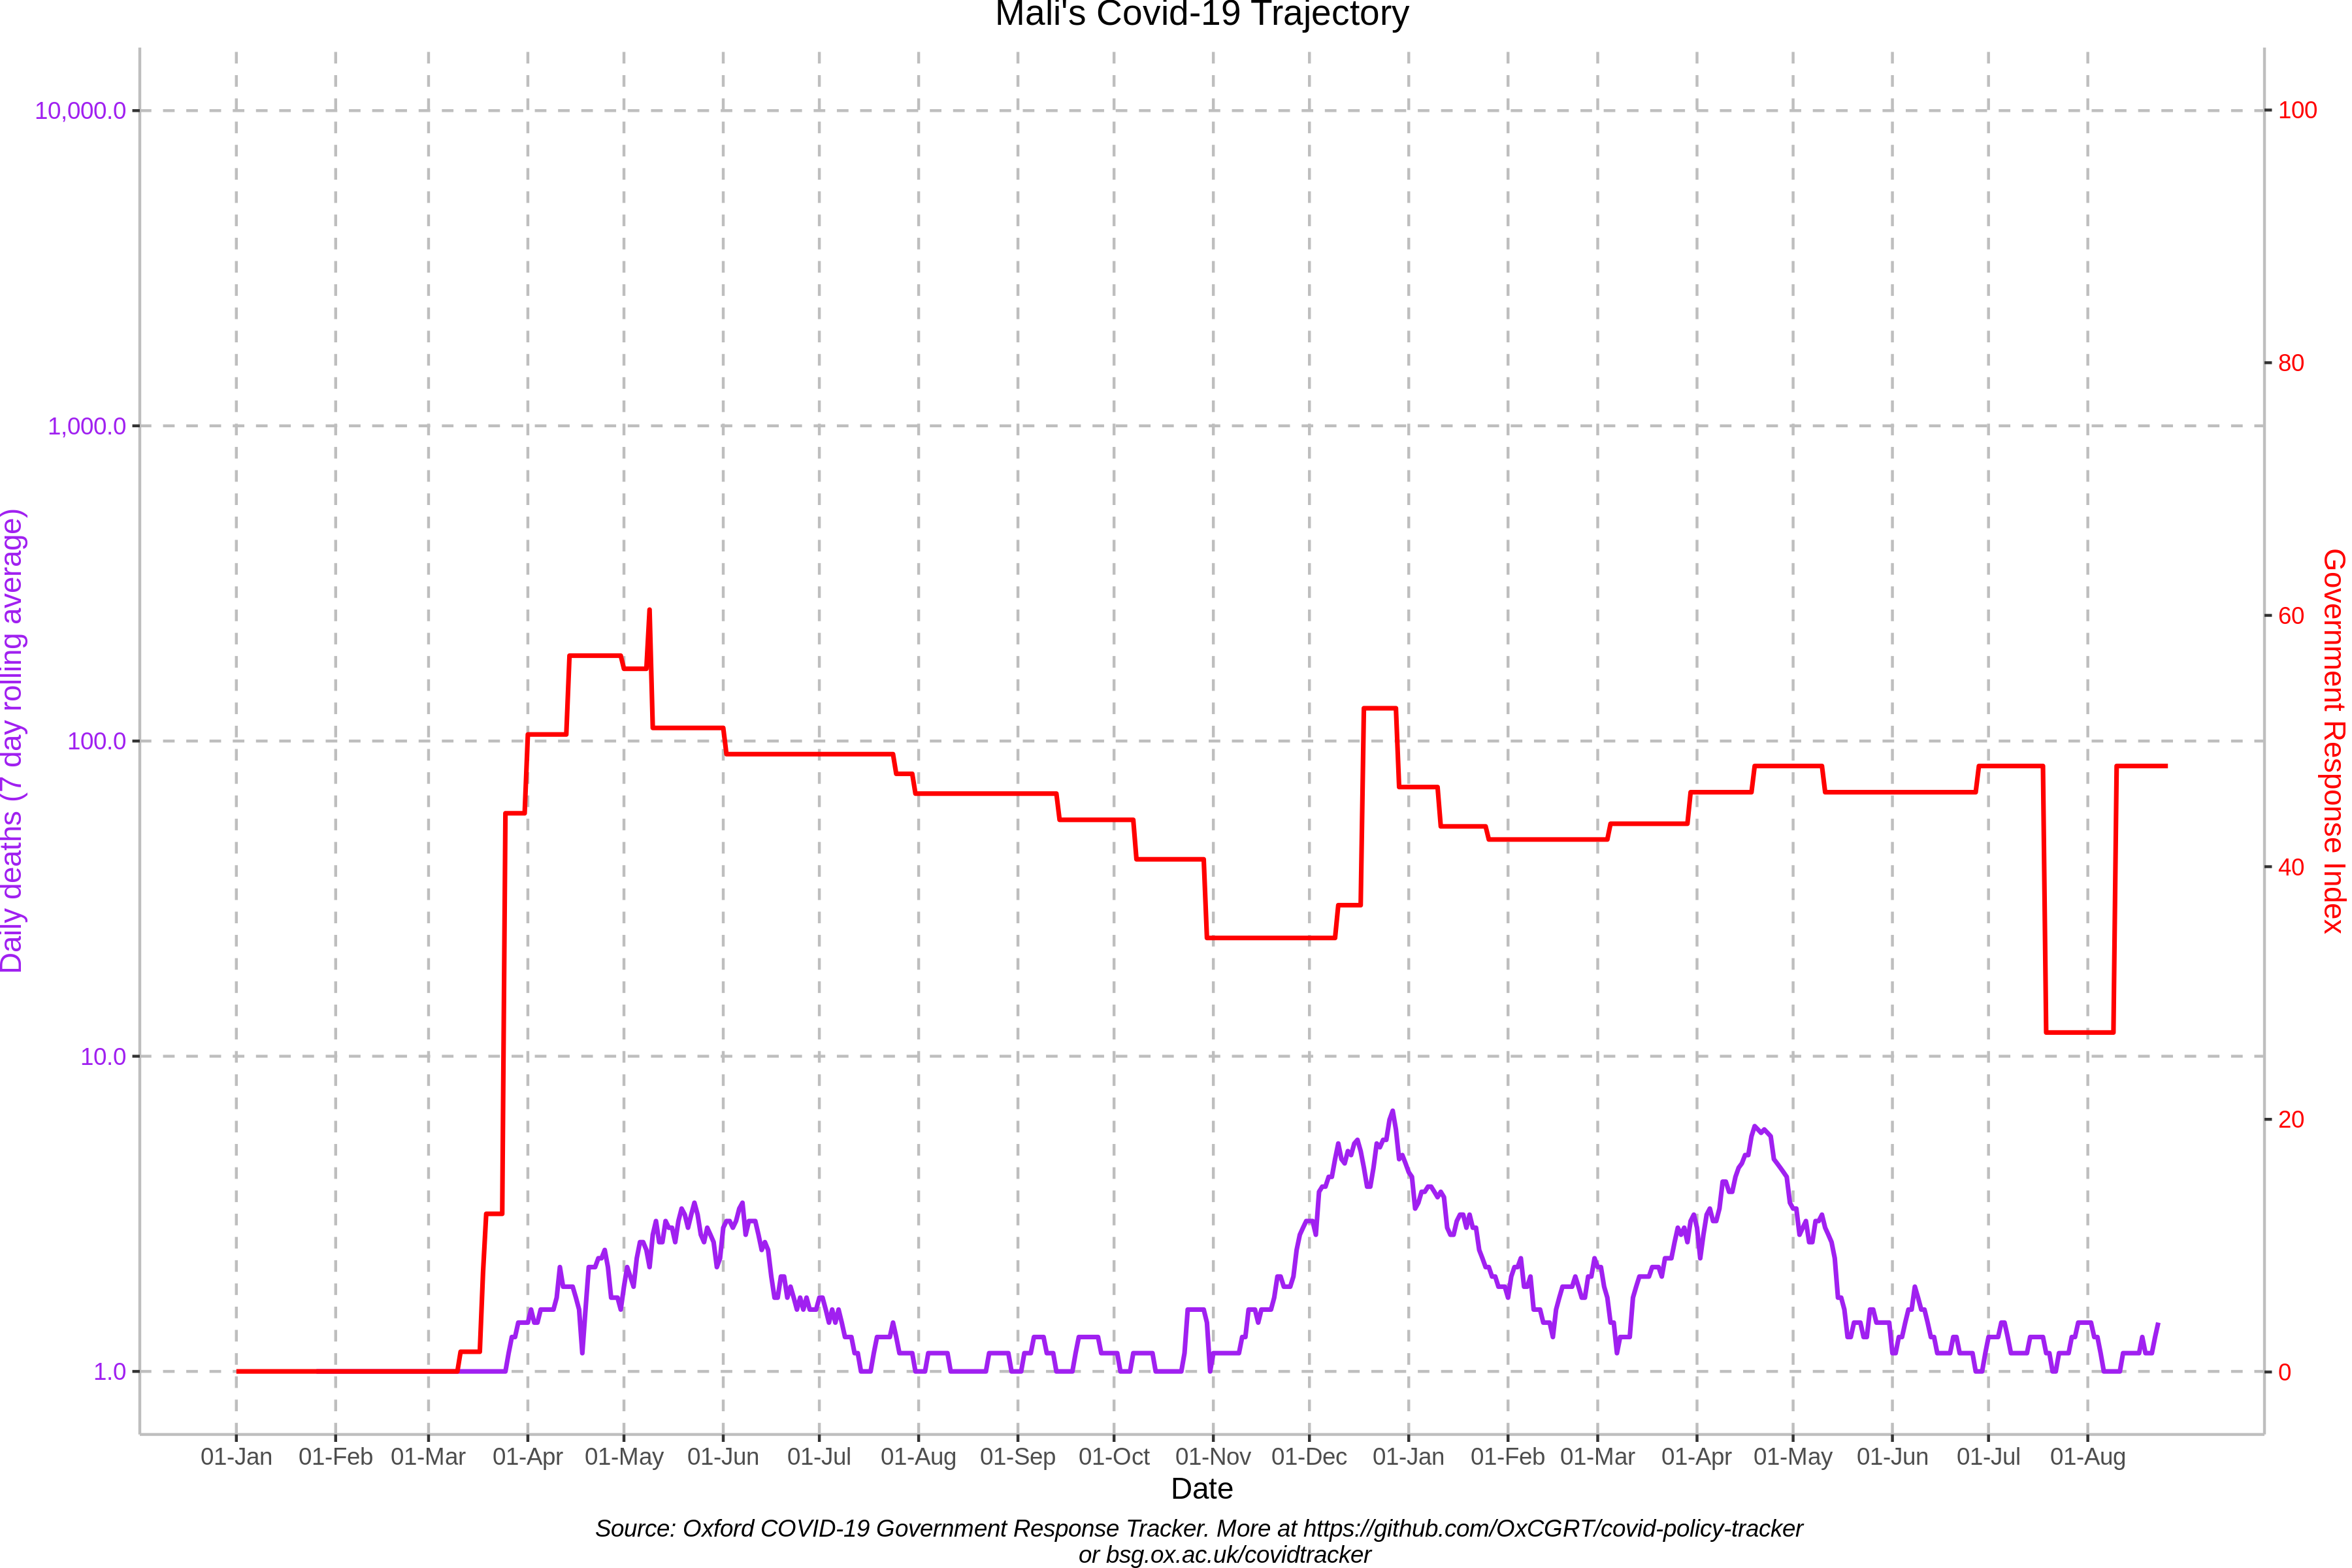 Mali's Covid-19 Trajectory
10,000.0
1,000.0
100.0
10.0
1.0
Daily deaths (7 day rolling average)
100
80
60
40
20
0
Government Response Index
01-Jan 01-Feb 01-Mar 01-Apr 01-May 01-Jun 01-Jul 01-Aug 01-Sep 01-Oct 01-Nov 01-Dec 01-Jan 01-Feb 01-Mar 01-Apr 01-May 01-Jun 01-Jul 01-Aug
Date
Source: Oxford COVID-19 Government Response Tracker. More at https://github.com/OxCGRT/covid-policy-tracker
or bsg.ox.ac.uk/covidtracker